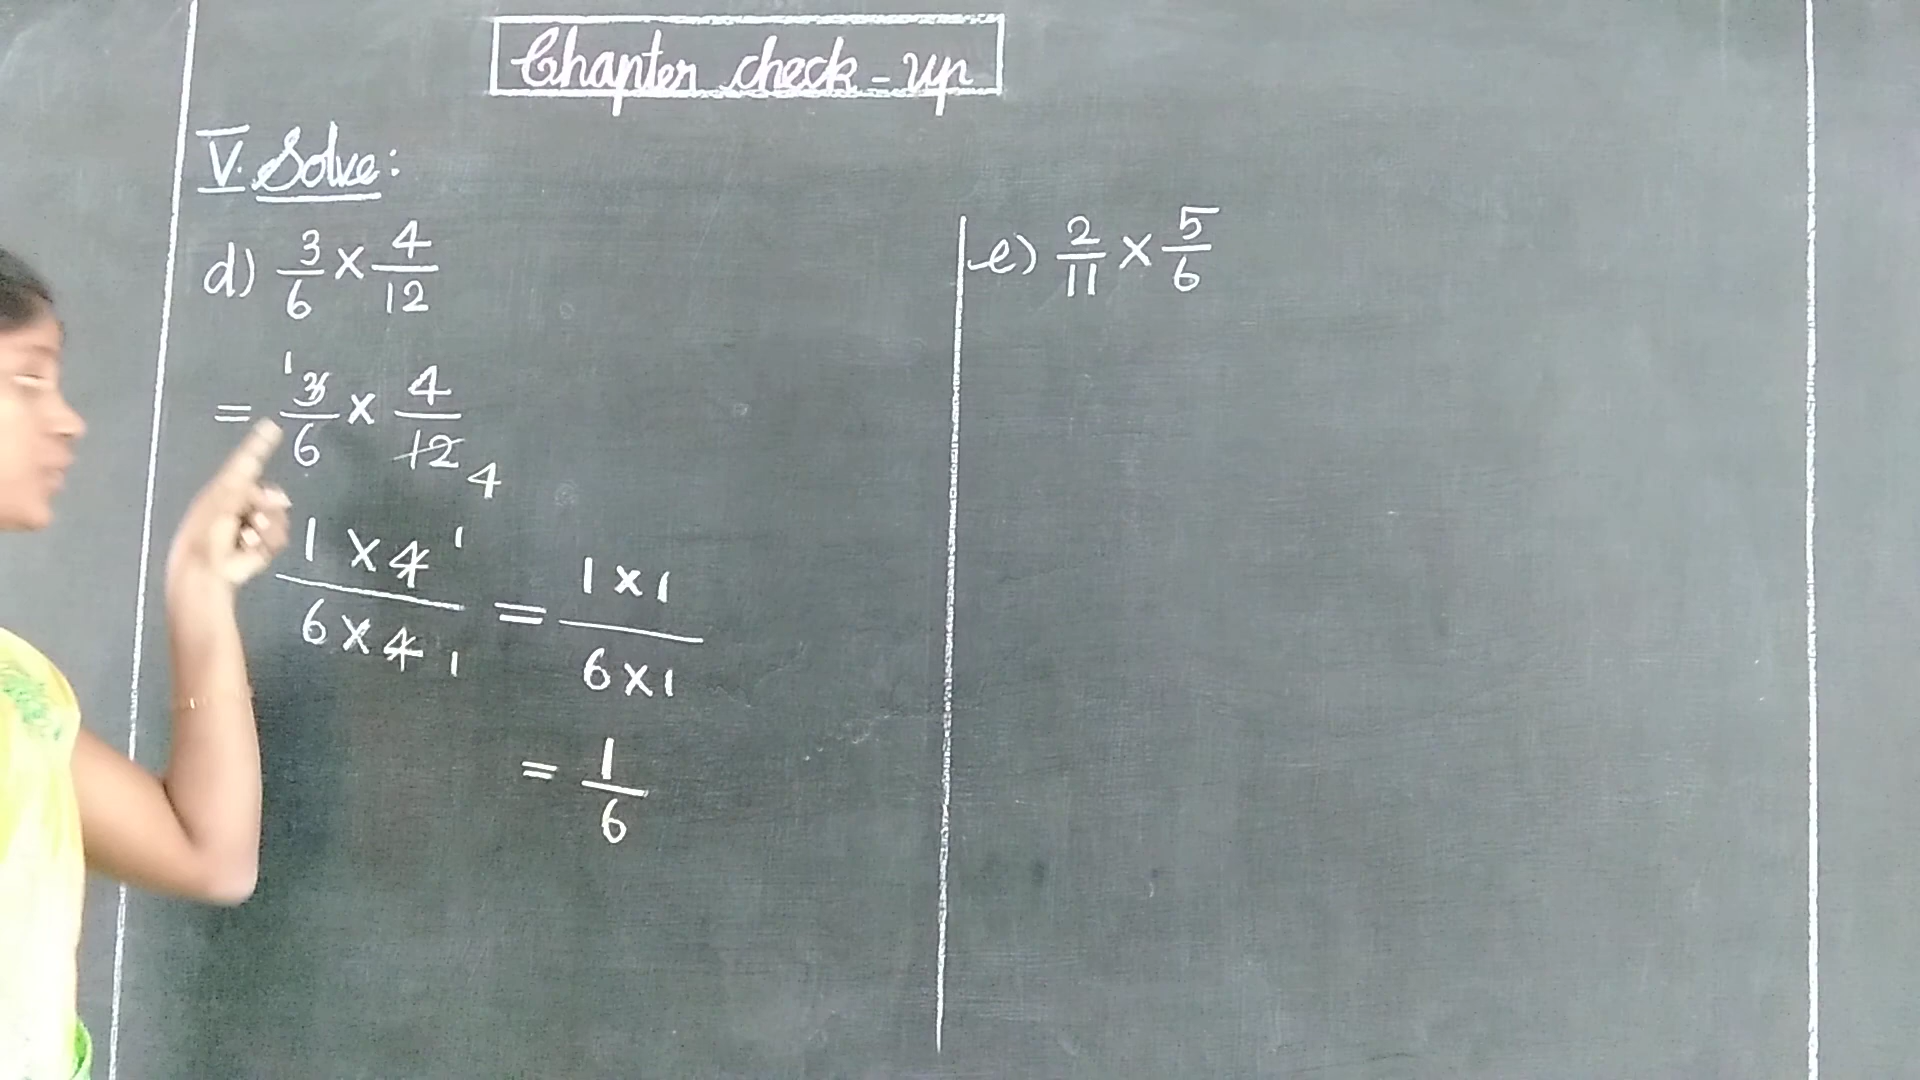 Chapter check-up
V. Solve:
d) 3/6 × 4/12
= 1 3/6 × 4/12 4
1 × 4 1 / 6 × 4 1 = 1 × 1 / 6 × 1
= 1/6
e) 2/11 × 5/6